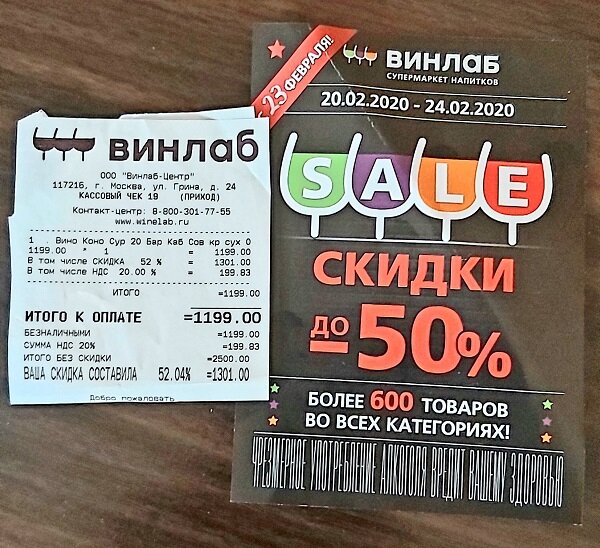 ВИНЛАБ
ООО "Винлаб-Центр"
117216, г. Москва, ул. Грина, д. 24
КАССОВЫЙ ЧЕК 19 (ПРИХОД)
Контакт-центр: 8-800-301-77-55
www.winelab.ru
1 Вино Коно Сур 20 Бар Каб Сов кр сух 0
1199.00 * 1 = 1199.00
В том числе СКИДКА 52 % = 1301.00
В том числе НДС 20.00 % = 199.83
ИТОГО =1199.00
ИТОГО К ОПЛАТЕ =1199.00
БЕЗНАЛИЧНЫМИ =1199.00
СУММА НДС 20% =199.83
ИТОГО БЕЗ СКИДКИ =2500.00
ВАША СКИДКА СОСТАВИЛА 52.04% =1301.00
Добро пожаловать
23 ФЕВРАЛЯ!
ВИНЛАБ
СУПЕРМАРКЕТ НАПИТКОВ
20.02.2020 - 24.02.2020
SALE
СКИДКИ
ДО 50%
БОЛЕЕ 600 ТОВАРОВ
ВО ВСЕХ КАТЕГОРИЯХ!
ЧРЕЗМЕРНОЕ УПОТРЕБЛЕНИЕ АЛКОГОЛЯ ВРЕДИТ ВАШЕМУ ЗДОРОВЬЮ